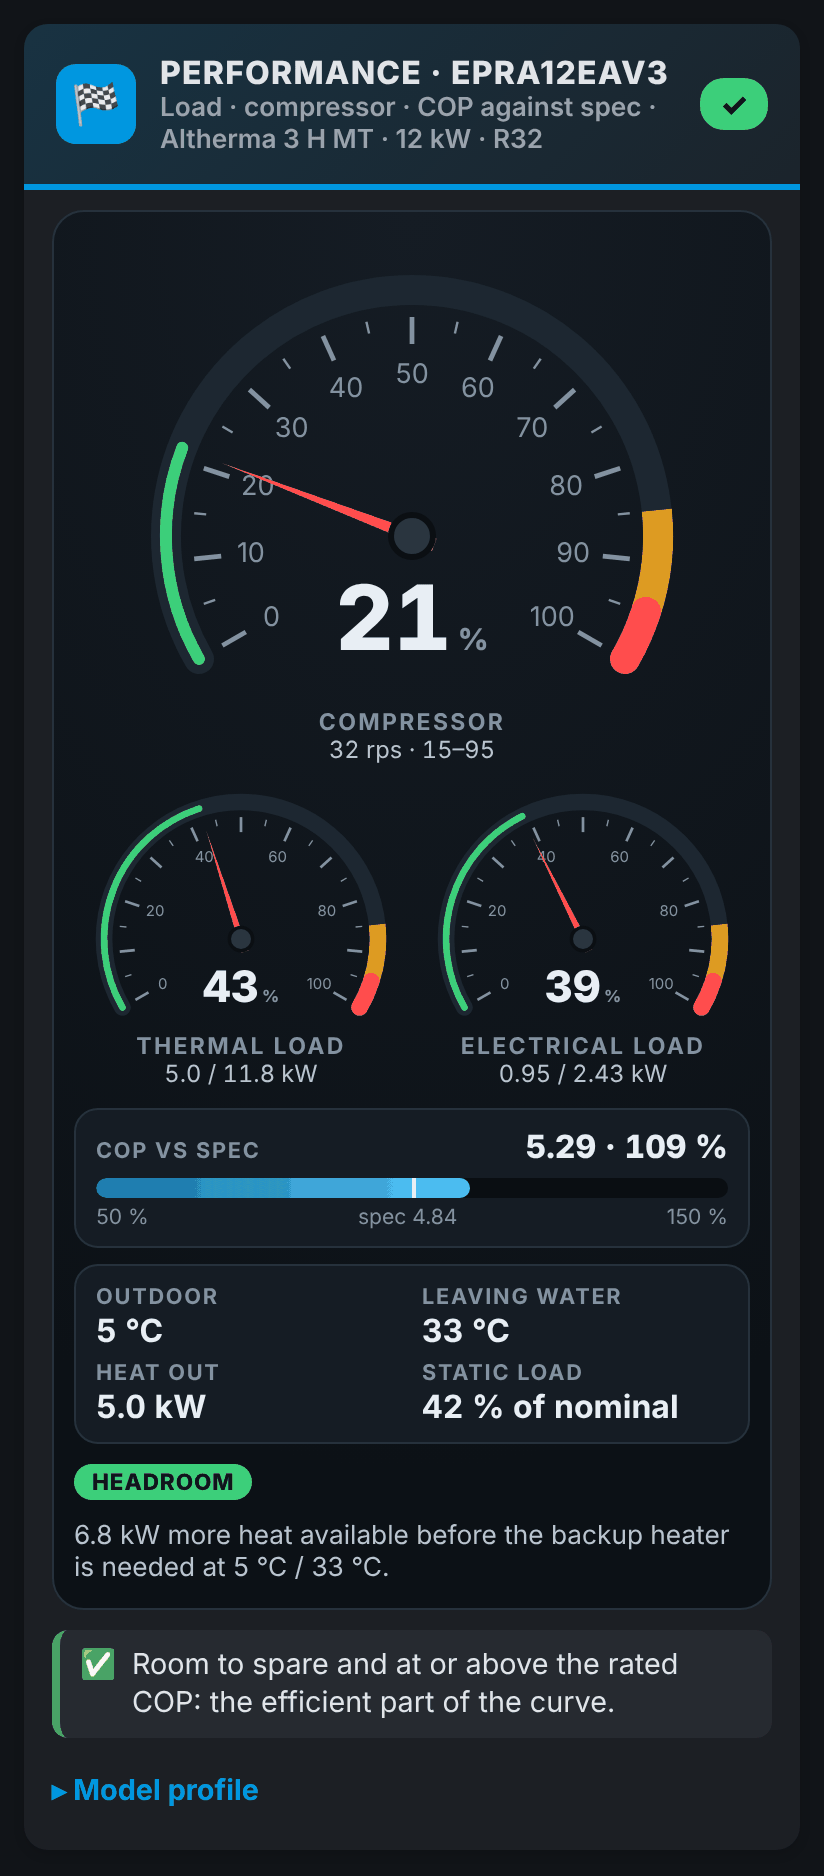 PERFORMANCE · EPRA12EAV3
Load · compressor · COP against spec ·
Altherma 3 H MT · 12 kW · R32
✓
0
10
20
30
40
50
60
70
80
90
100
21 %
COMPRESSOR
32 rps · 15–95
0
20
40
60
80
100
43 %
THERMAL LOAD
5.0 / 11.8 kW
0
20
40
60
80
100
39 %
ELECTRICAL LOAD
0.95 / 2.43 kW
COP VS SPEC 5.29 · 109 %
50 % spec 4.84 150 %
OUTDOOR LEAVING WATER
5 °C 33 °C
HEAT OUT STATIC LOAD
5.0 kW 42 % of nominal
HEADROOM
6.8 kW more heat available before the backup heater
is needed at 5 °C / 33 °C.
✅ Room to spare and at or above the rated
COP: the efficient part of the curve.
▸ Model profile